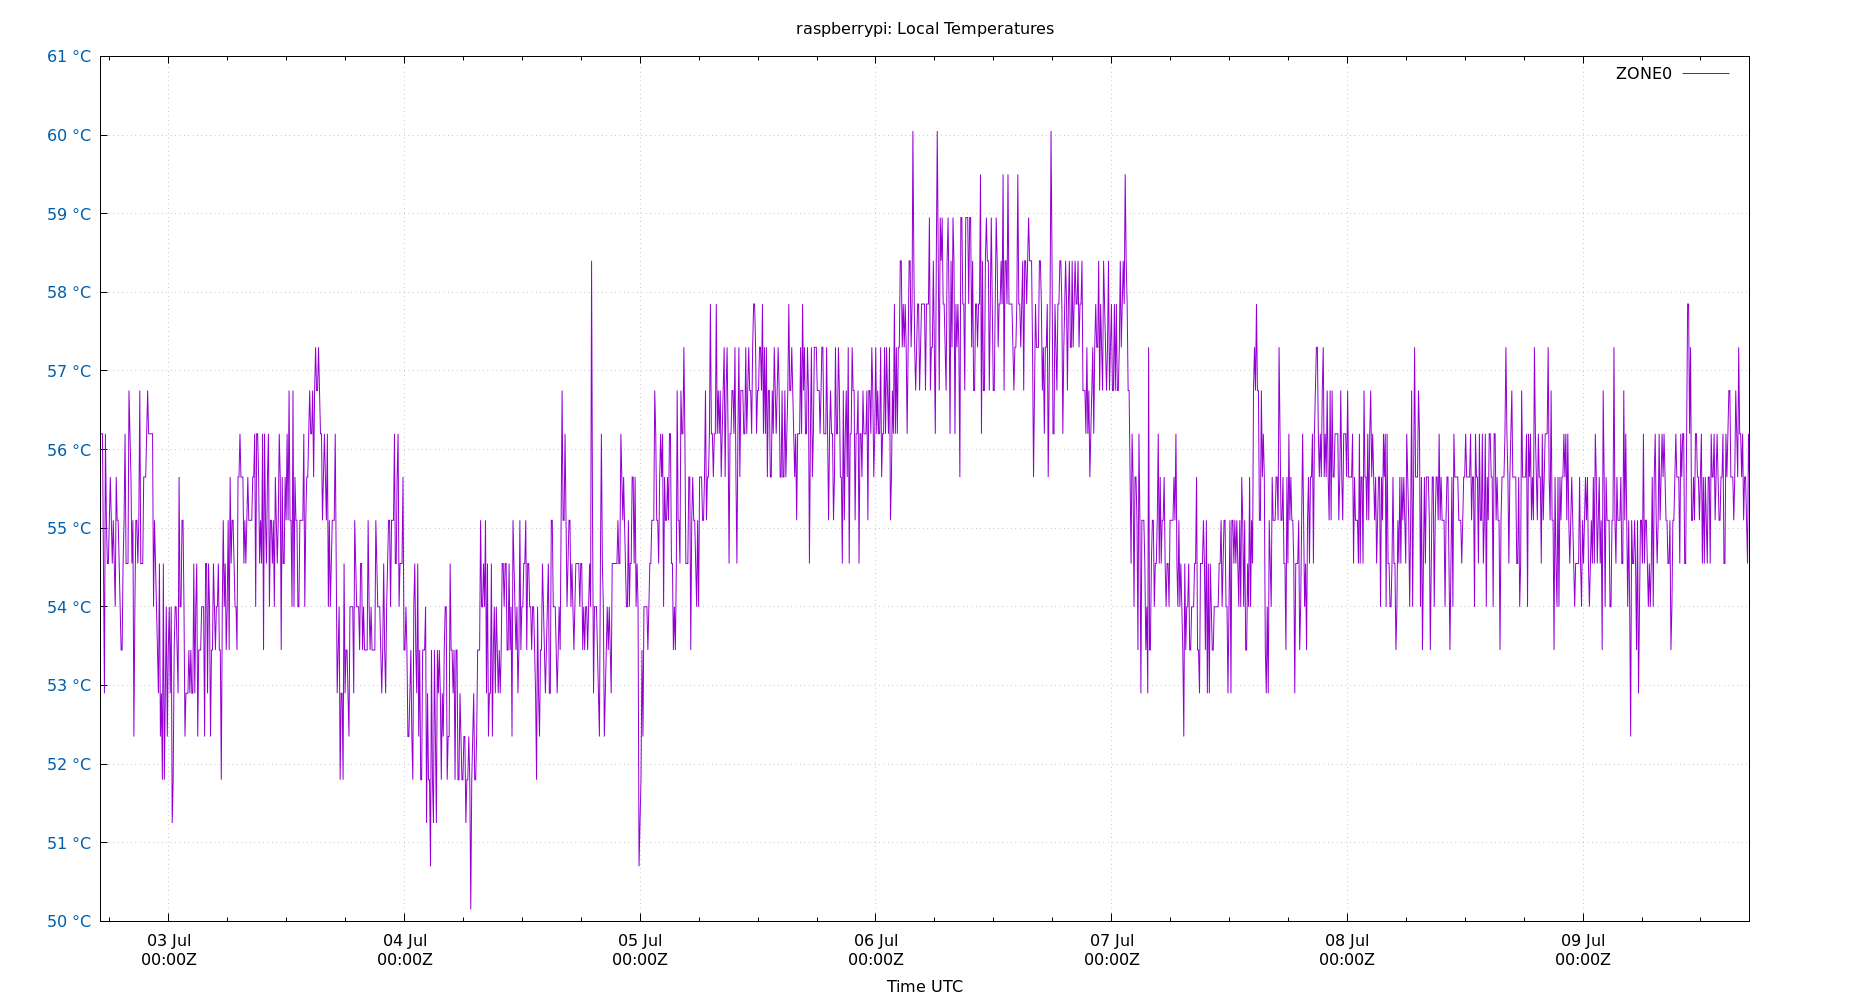 raspberrypi: Local Temperatures
61 °C
ZONE0
60 °C
59 °C
58 °C
57 °C
56 °C
55 °C
54 °C
53 °C
52 °C
51 °C
50 °C
03 Jul 04 Jul 05 Jul 06 Jul 07 Jul 08 Jul 09 Jul
00:00Z 00:00Z 00:00Z 00:00Z 00:00Z 00:00Z 00:00Z
Time UTC